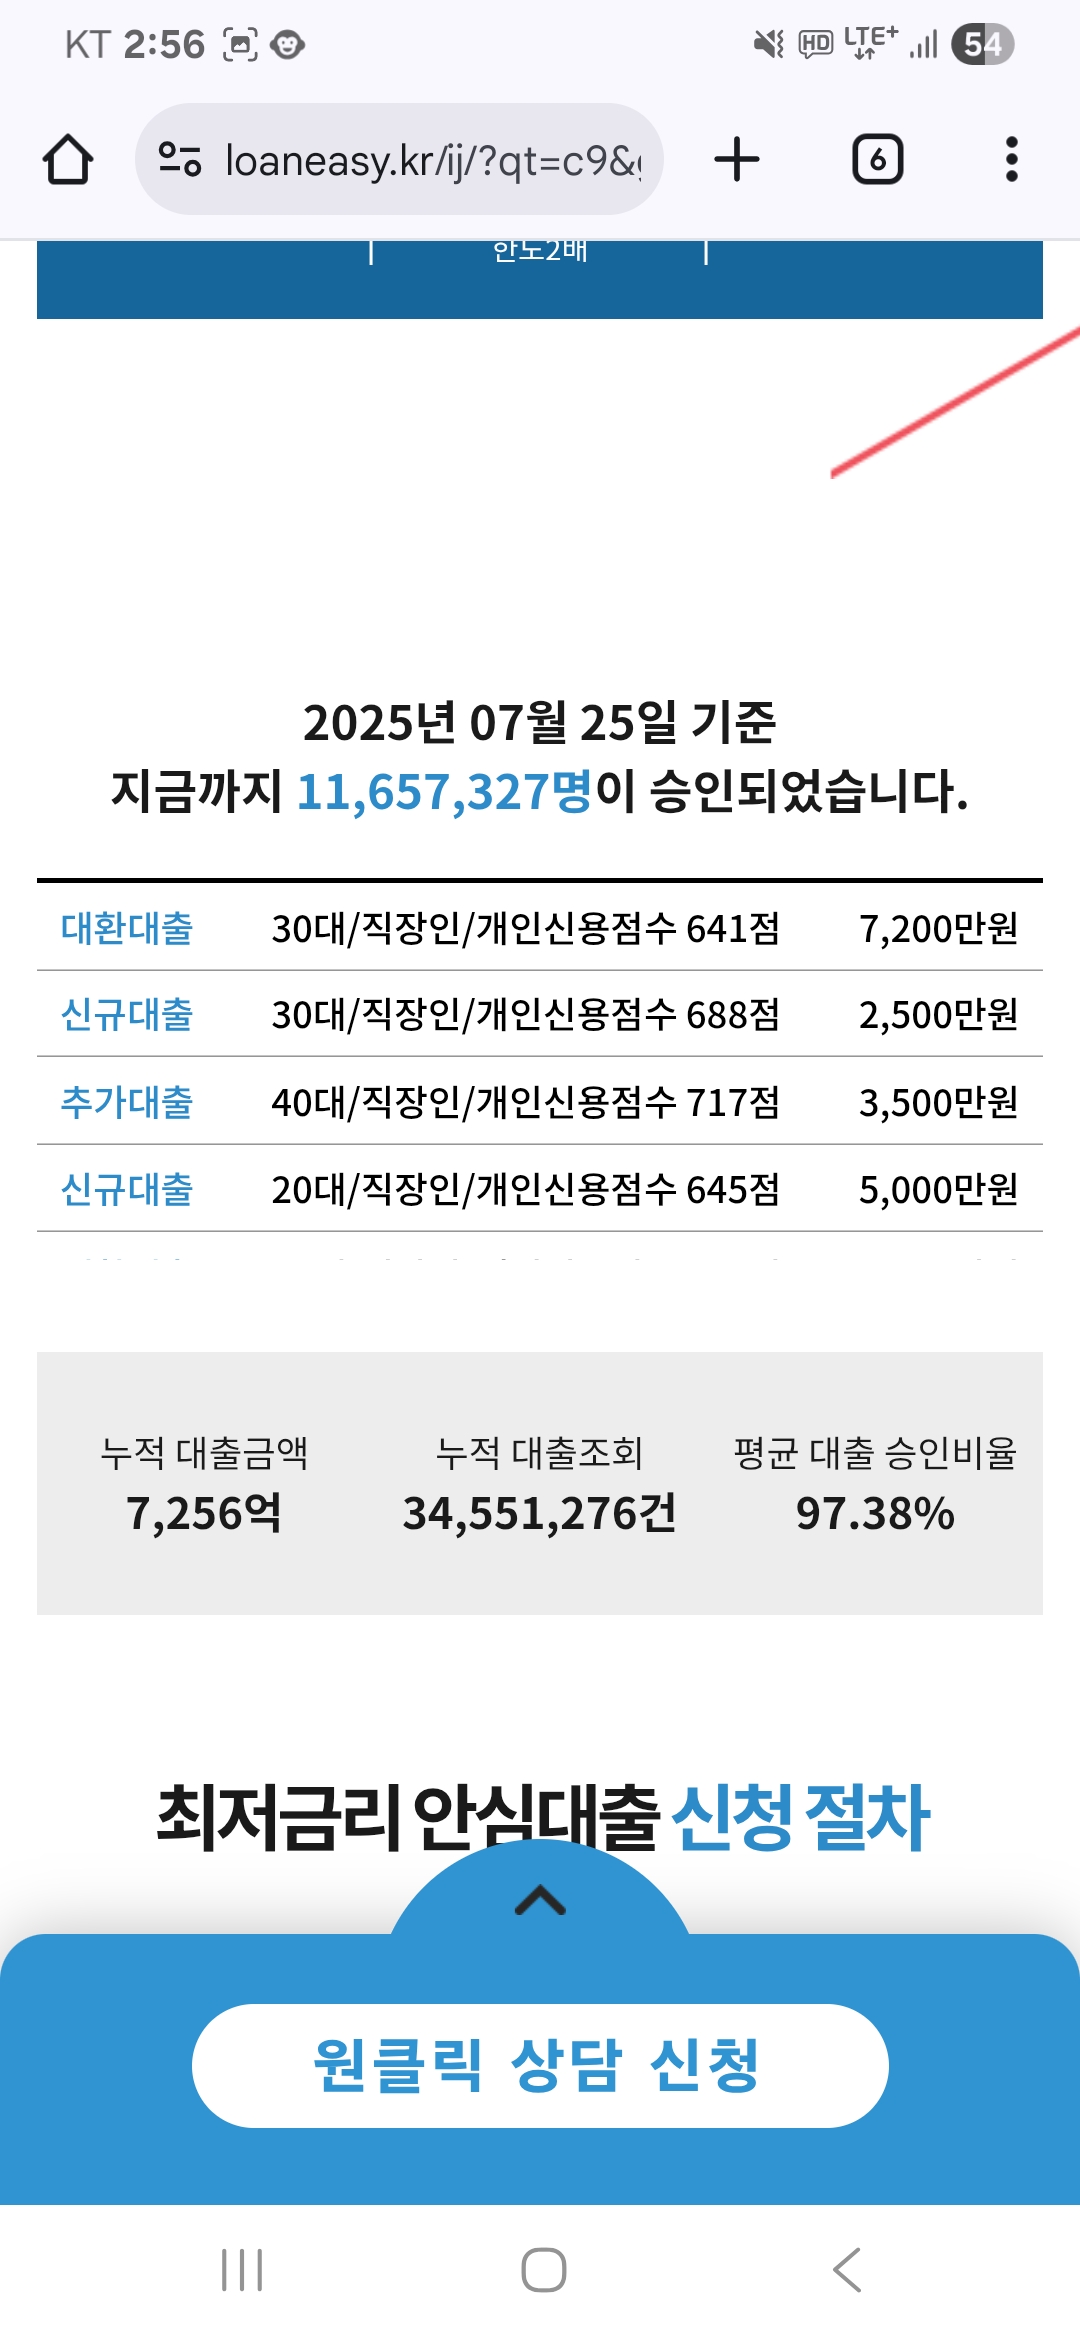 KT 2:56
HD LTE+ 54
loaneasy.kr/ij/?qt=c9&
6
한도2배
2025년 07월 25일 기준
지금까지 11,657,327명이 승인되었습니다.
대환대출 30대/직장인/개인신용점수 641점 7,200만원
신규대출 30대/직장인/개인신용점수 688점 2,500만원
추가대출 40대/직장인/개인신용점수 717점 3,500만원
신규대출 20대/직장인/개인신용점수 645점 5,000만원
누적 대출금액 누적 대출조회 평균 대출 승인비율
7,256억 34,551,276건 97.38%
최저금리 안심대출 신청 절차
원클릭 상담 신청